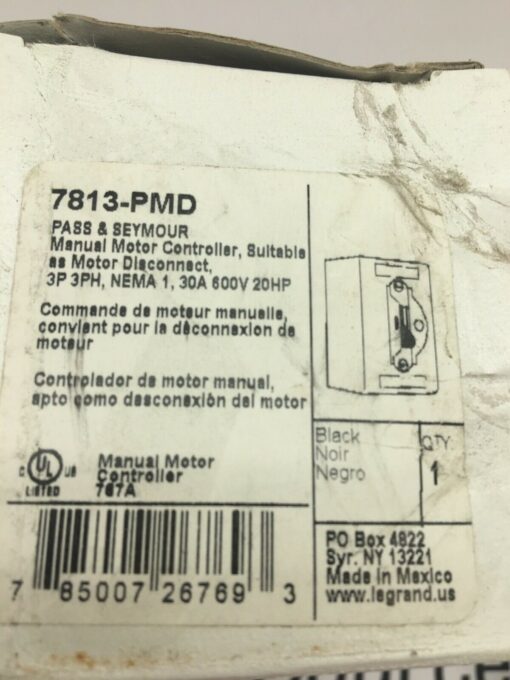 7813-PMD
PASS & SEYMOUR
Manual Motor Controller, Suitable
as Motor Disconnect,
3P 3PH, NEMA 1, 30A 600V 20HP
Commande de moteur manuelle,
convient pour la déconnexion de
moteur
Controlador de motor manual,
apto como desconexión del motor
Black
Noir
Negro
QTY
1
C UL US
LISTED
Manual Motor
Controller
767A
7 85007 26769 3
PO Box 4822
Syr. NY 13221
Made in Mexico
www.legrand.us